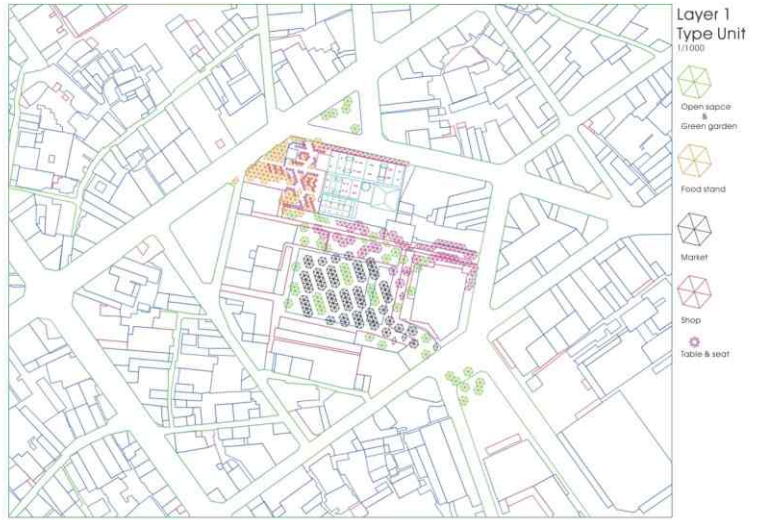 Layer 1
Type Unit
1/1000
Open sapce
&
Green garden
Food stand
Market
Shop
Table & seat